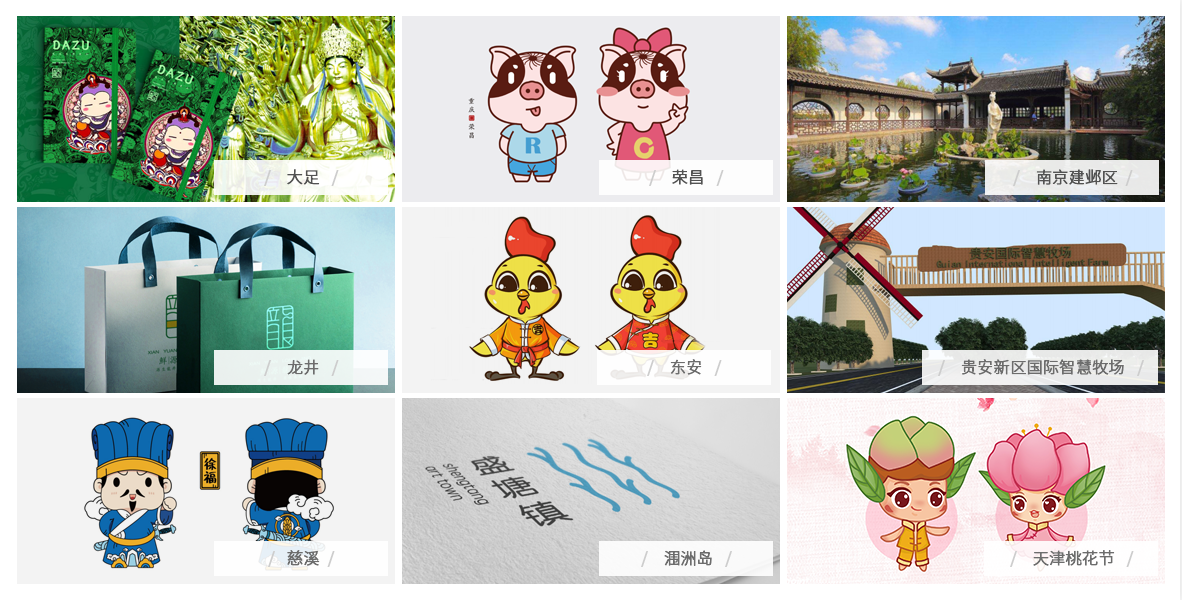 DAZU
DAZU
/ 大足 /
重庆
荣昌
R
C
/ 荣昌 /
/ 南京建邺区 /
XIAN YUAN
/ 龙井 /
吉
/ 东安 /
贵安国际智慧牧场
Guian International Intelligent Farm
/ 贵安新区国际智慧牧场 /
徐福
/ 慈溪 /
盛塘镇
shengtang
art town
/ 涠洲岛 /
/ 天津桃花节 /